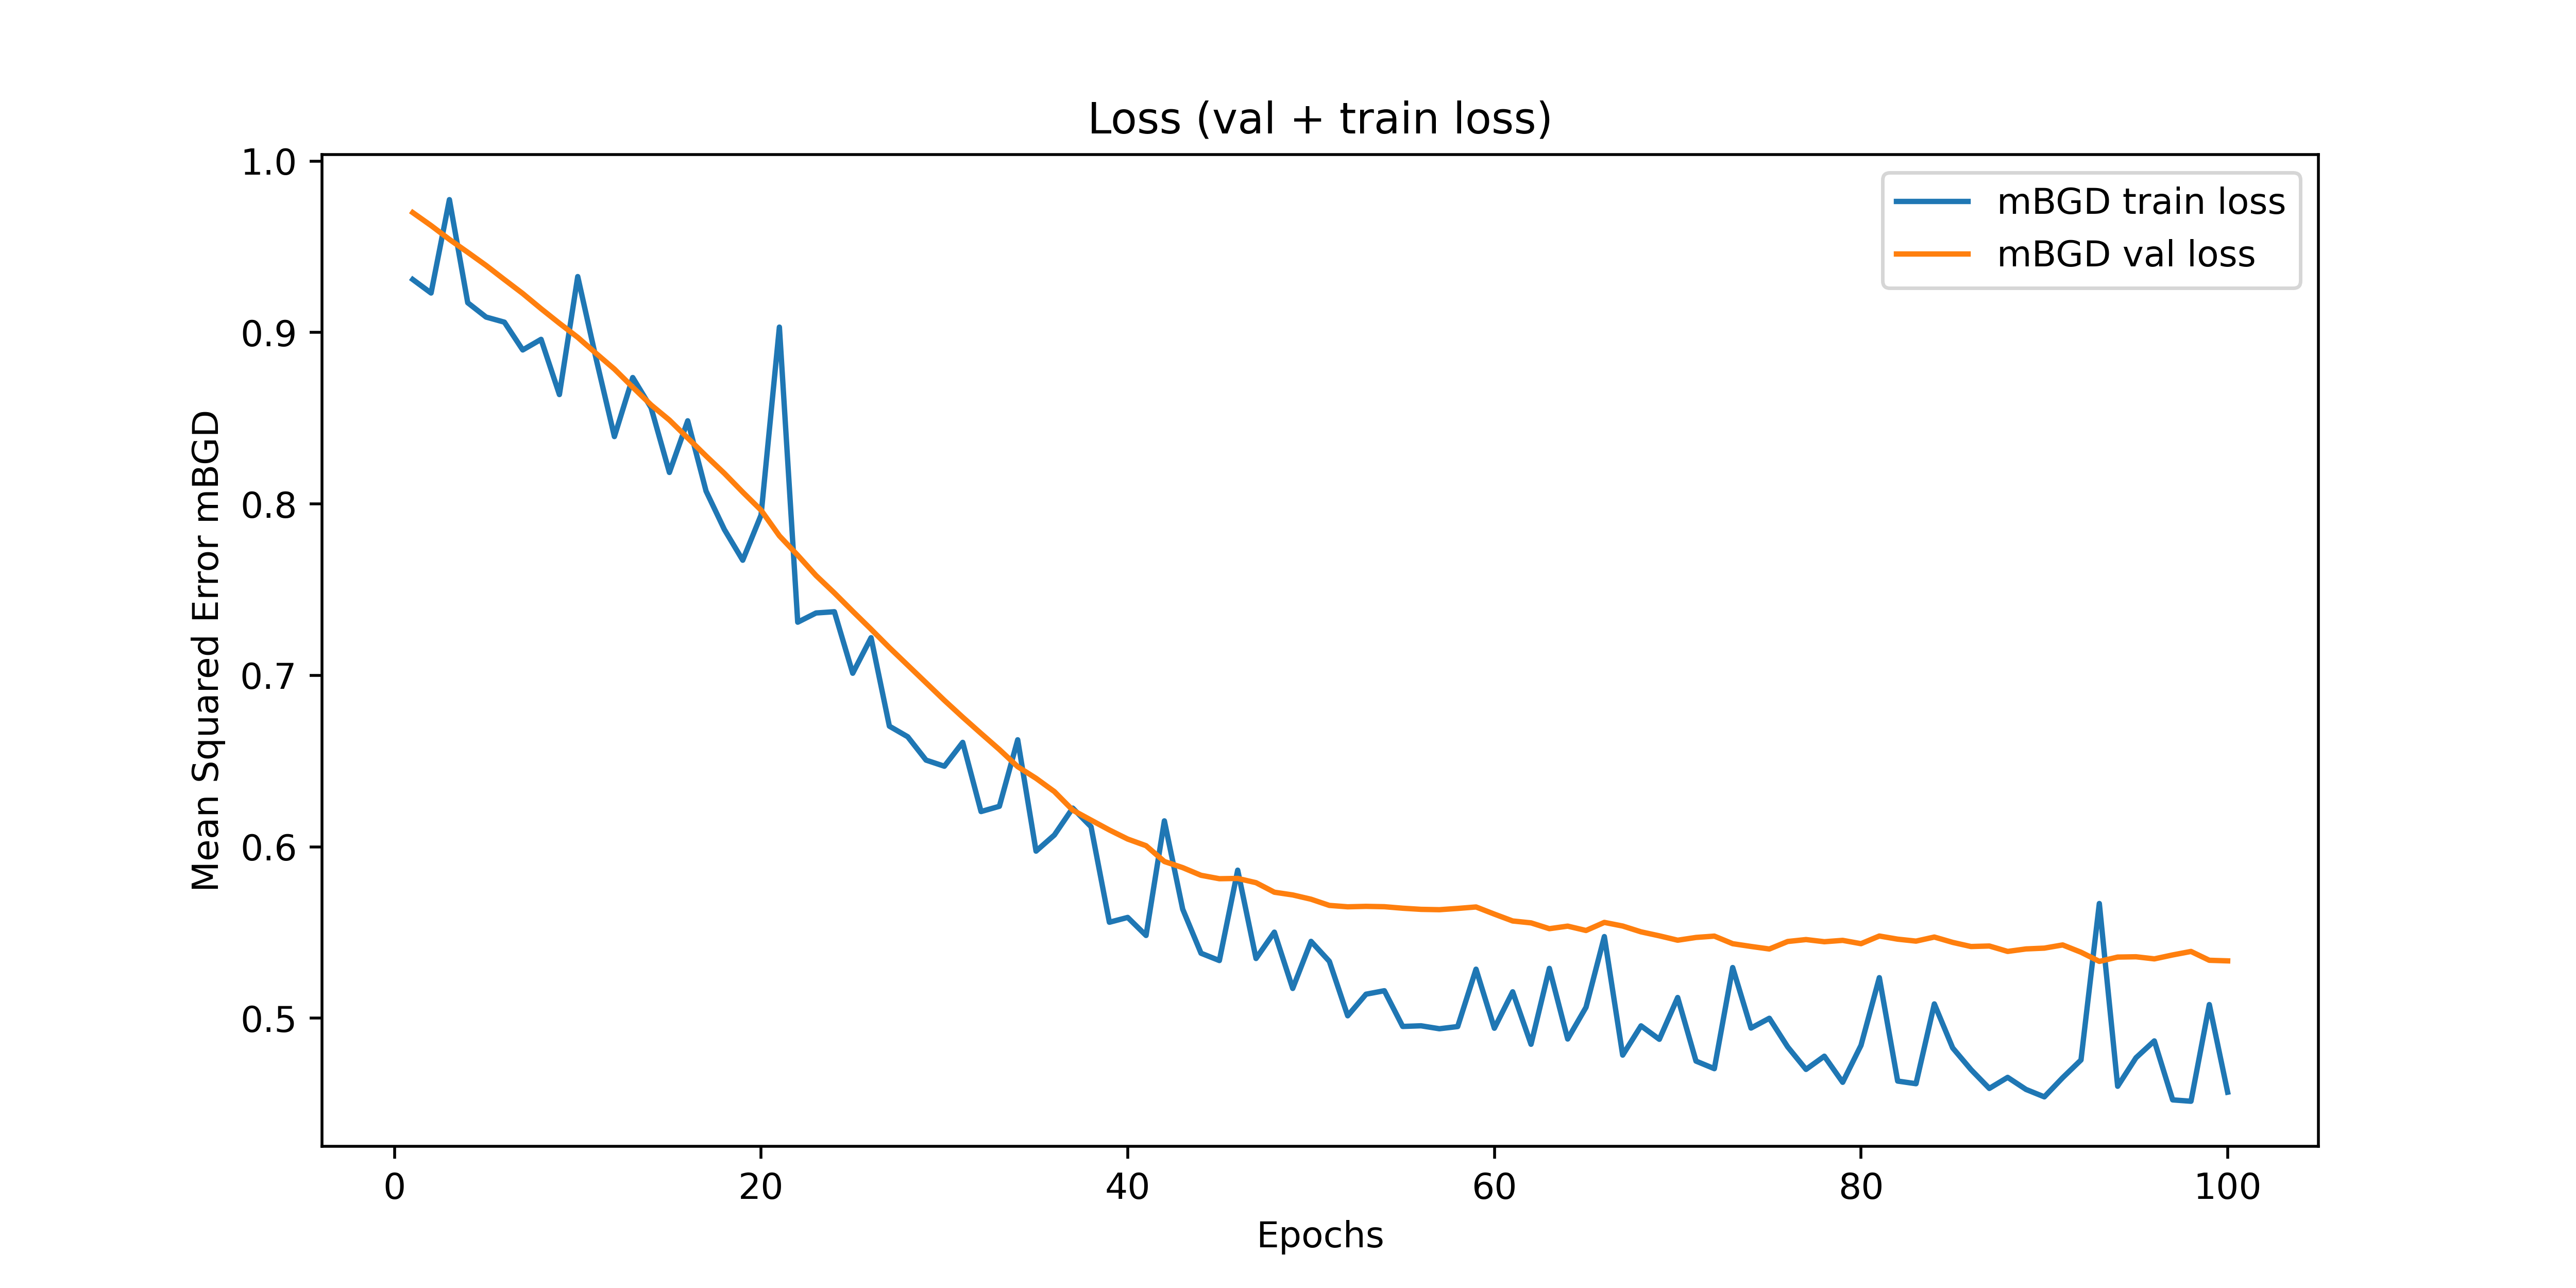 Loss (val + train loss)
mBGD train loss
mBGD val loss
Mean Squared Error mBGD
1.0
0.9
0.8
0.7
0.6
0.5
0 20 40 60 80 100
Epochs